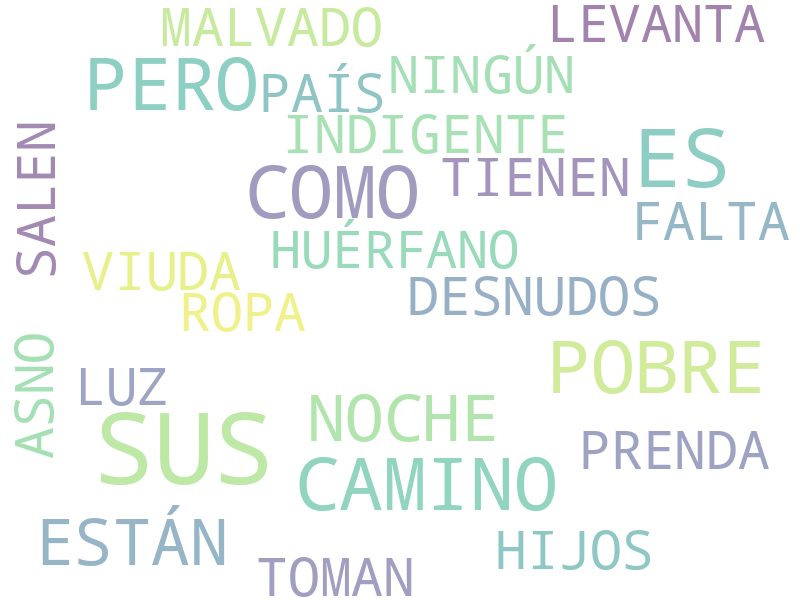 MALVADO
LEVANTA
PERO
PAÍS
NINGÚN
INDIGENTE
ES
SALEN
COMO
TIENEN
FALTA
HUÉRFANO
VIUDA
DESNUDOS
ROPA
ASNO
LUZ
POBRE
NOCHE
SUS
PRENDA
CAMINO
ESTÁN
HIJOS
TOMAN